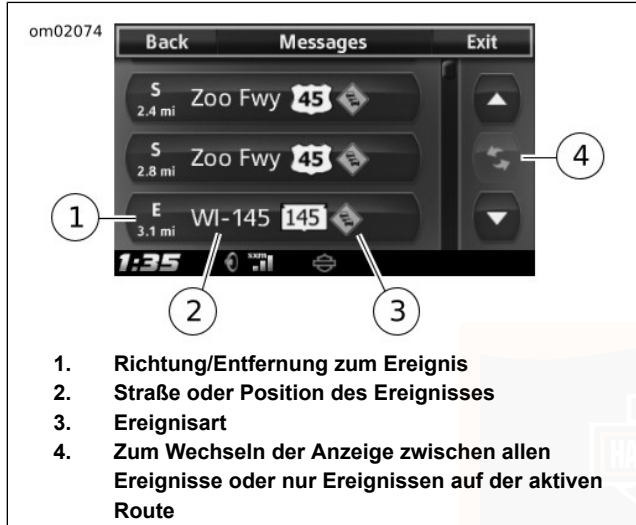 om02074
Back Messages Exit
S
2.4 mi Zoo Fwy 45
S
2.8 mi Zoo Fwy 45
E
3.1 mi WI-145 145
1:35 sxm
1
2
3
4
1. Richtung/Entfernung zum Ereignis
2. Straße oder Position des Ereignisses
3. Ereignisart
4. Zum Wechseln der Anzeige zwischen allen
Ereignisse oder nur Ereignissen auf der aktiven
Route